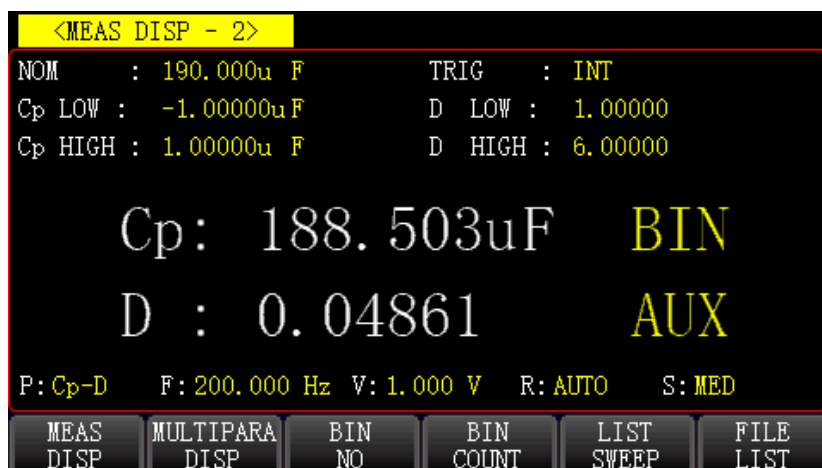 <MEAS DISP - 2>
NOM : 190.000u F TRIG : INT
Cp LOW : -1.00000u F D LOW : 1.00000
Cp HIGH : 1.00000u F D HIGH : 6.00000
Cp: 188.503uF BIN
D : 0.04861 AUX
P: Cp-D F: 200.000 Hz V: 1.000 V R: AUTO S: MED
MEAS MULTIPARA BIN BIN LIST FILE
DISP DISP NO COUNT SWEEP LIST